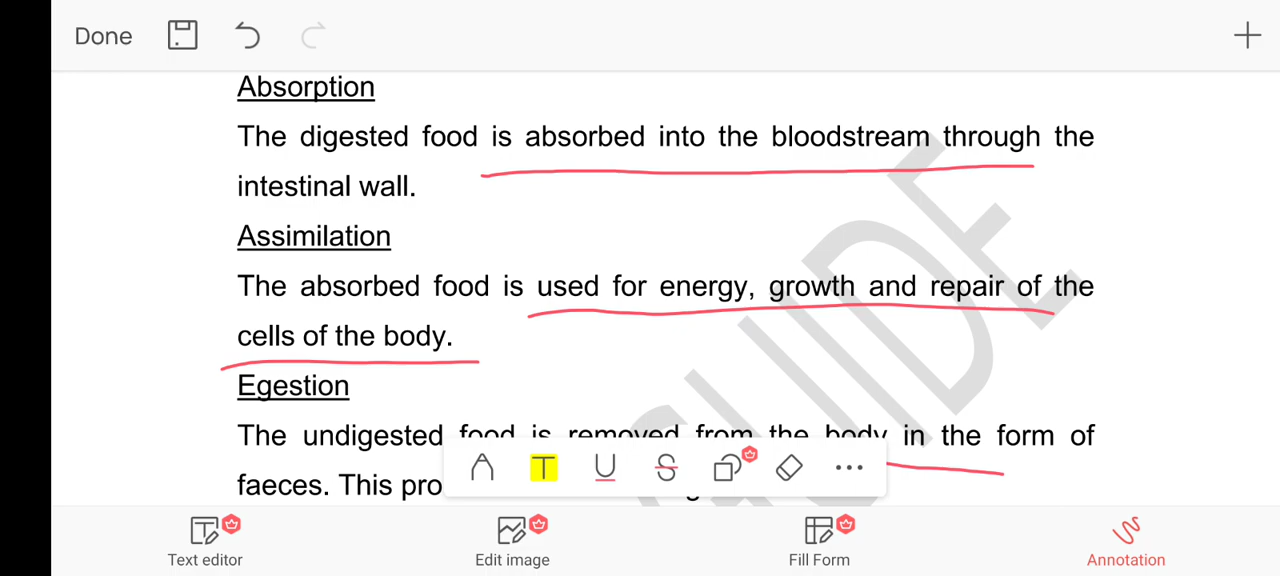 Done
Absorption
The digested food is absorbed into the bloodstream through the
intestinal wall.
Assimilation
The absorbed food is used for energy, growth and repair of the
cells of the body.
Egestion
The undigested food is removed from the body in the form of
faeces. This pro
GUIDE
Text editor
Edit image
Fill Form
Annotation